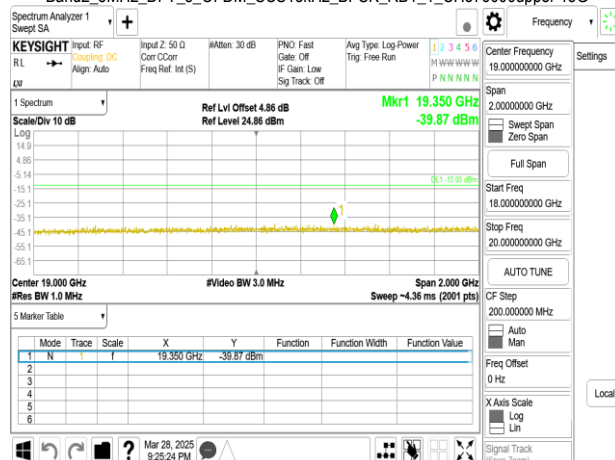 Spectrum Analyzer 1
Swept SA
Frequency
Settings
KEYSIGHT
RL
Input: RF
Coupling: DC
Align: Auto
Input Z: 50 Ω
Corr CCorr
Freq Ref: Int (S)
#Atten: 30 dB
PNO: Fast
Gate: Off
IF Gain: Low
Sig Track: Off
Avg Type: Log-Power
Trig: Free Run
1 2 3 4 5 6
M W W W W W
P N N N N N
LXI
1 Spectrum
Scale/Div 10 dB
Ref Lvl Offset 4.86 dB
Ref Level 24.86 dBm
Mkr1 19.350 GHz
-39.87 dBm
Log
14.9
4.86
-5.14
-15.1
-25.1
-35.1
-45.1
-55.1
-65.1
DL1 -13.00 dBm
1
Center 19.000 GHz
#Res BW 1.0 MHz
#Video BW 3.0 MHz
Span 2.000 GHz
Sweep ~4.36 ms (2001 pts)
5 Marker Table
Mode Trace Scale X Y Function Function Width Function Value
1 N 1 f 19.350 GHz -39.87 dBm
2
3
4
5
6
Mar 28, 2025
9:25:24 PM
Center Frequency
19.000000000 GHz
Span
2.00000000 GHz
Swept Span
Zero Span
Full Span
Start Freq
18.000000000 GHz
Stop Freq
20.000000000 GHz
AUTO TUNE
CF Step
200.000000 MHz
Auto
Man
Freq Offset
0 Hz
X Axis Scale
Log
Lin
Signal Track
Local